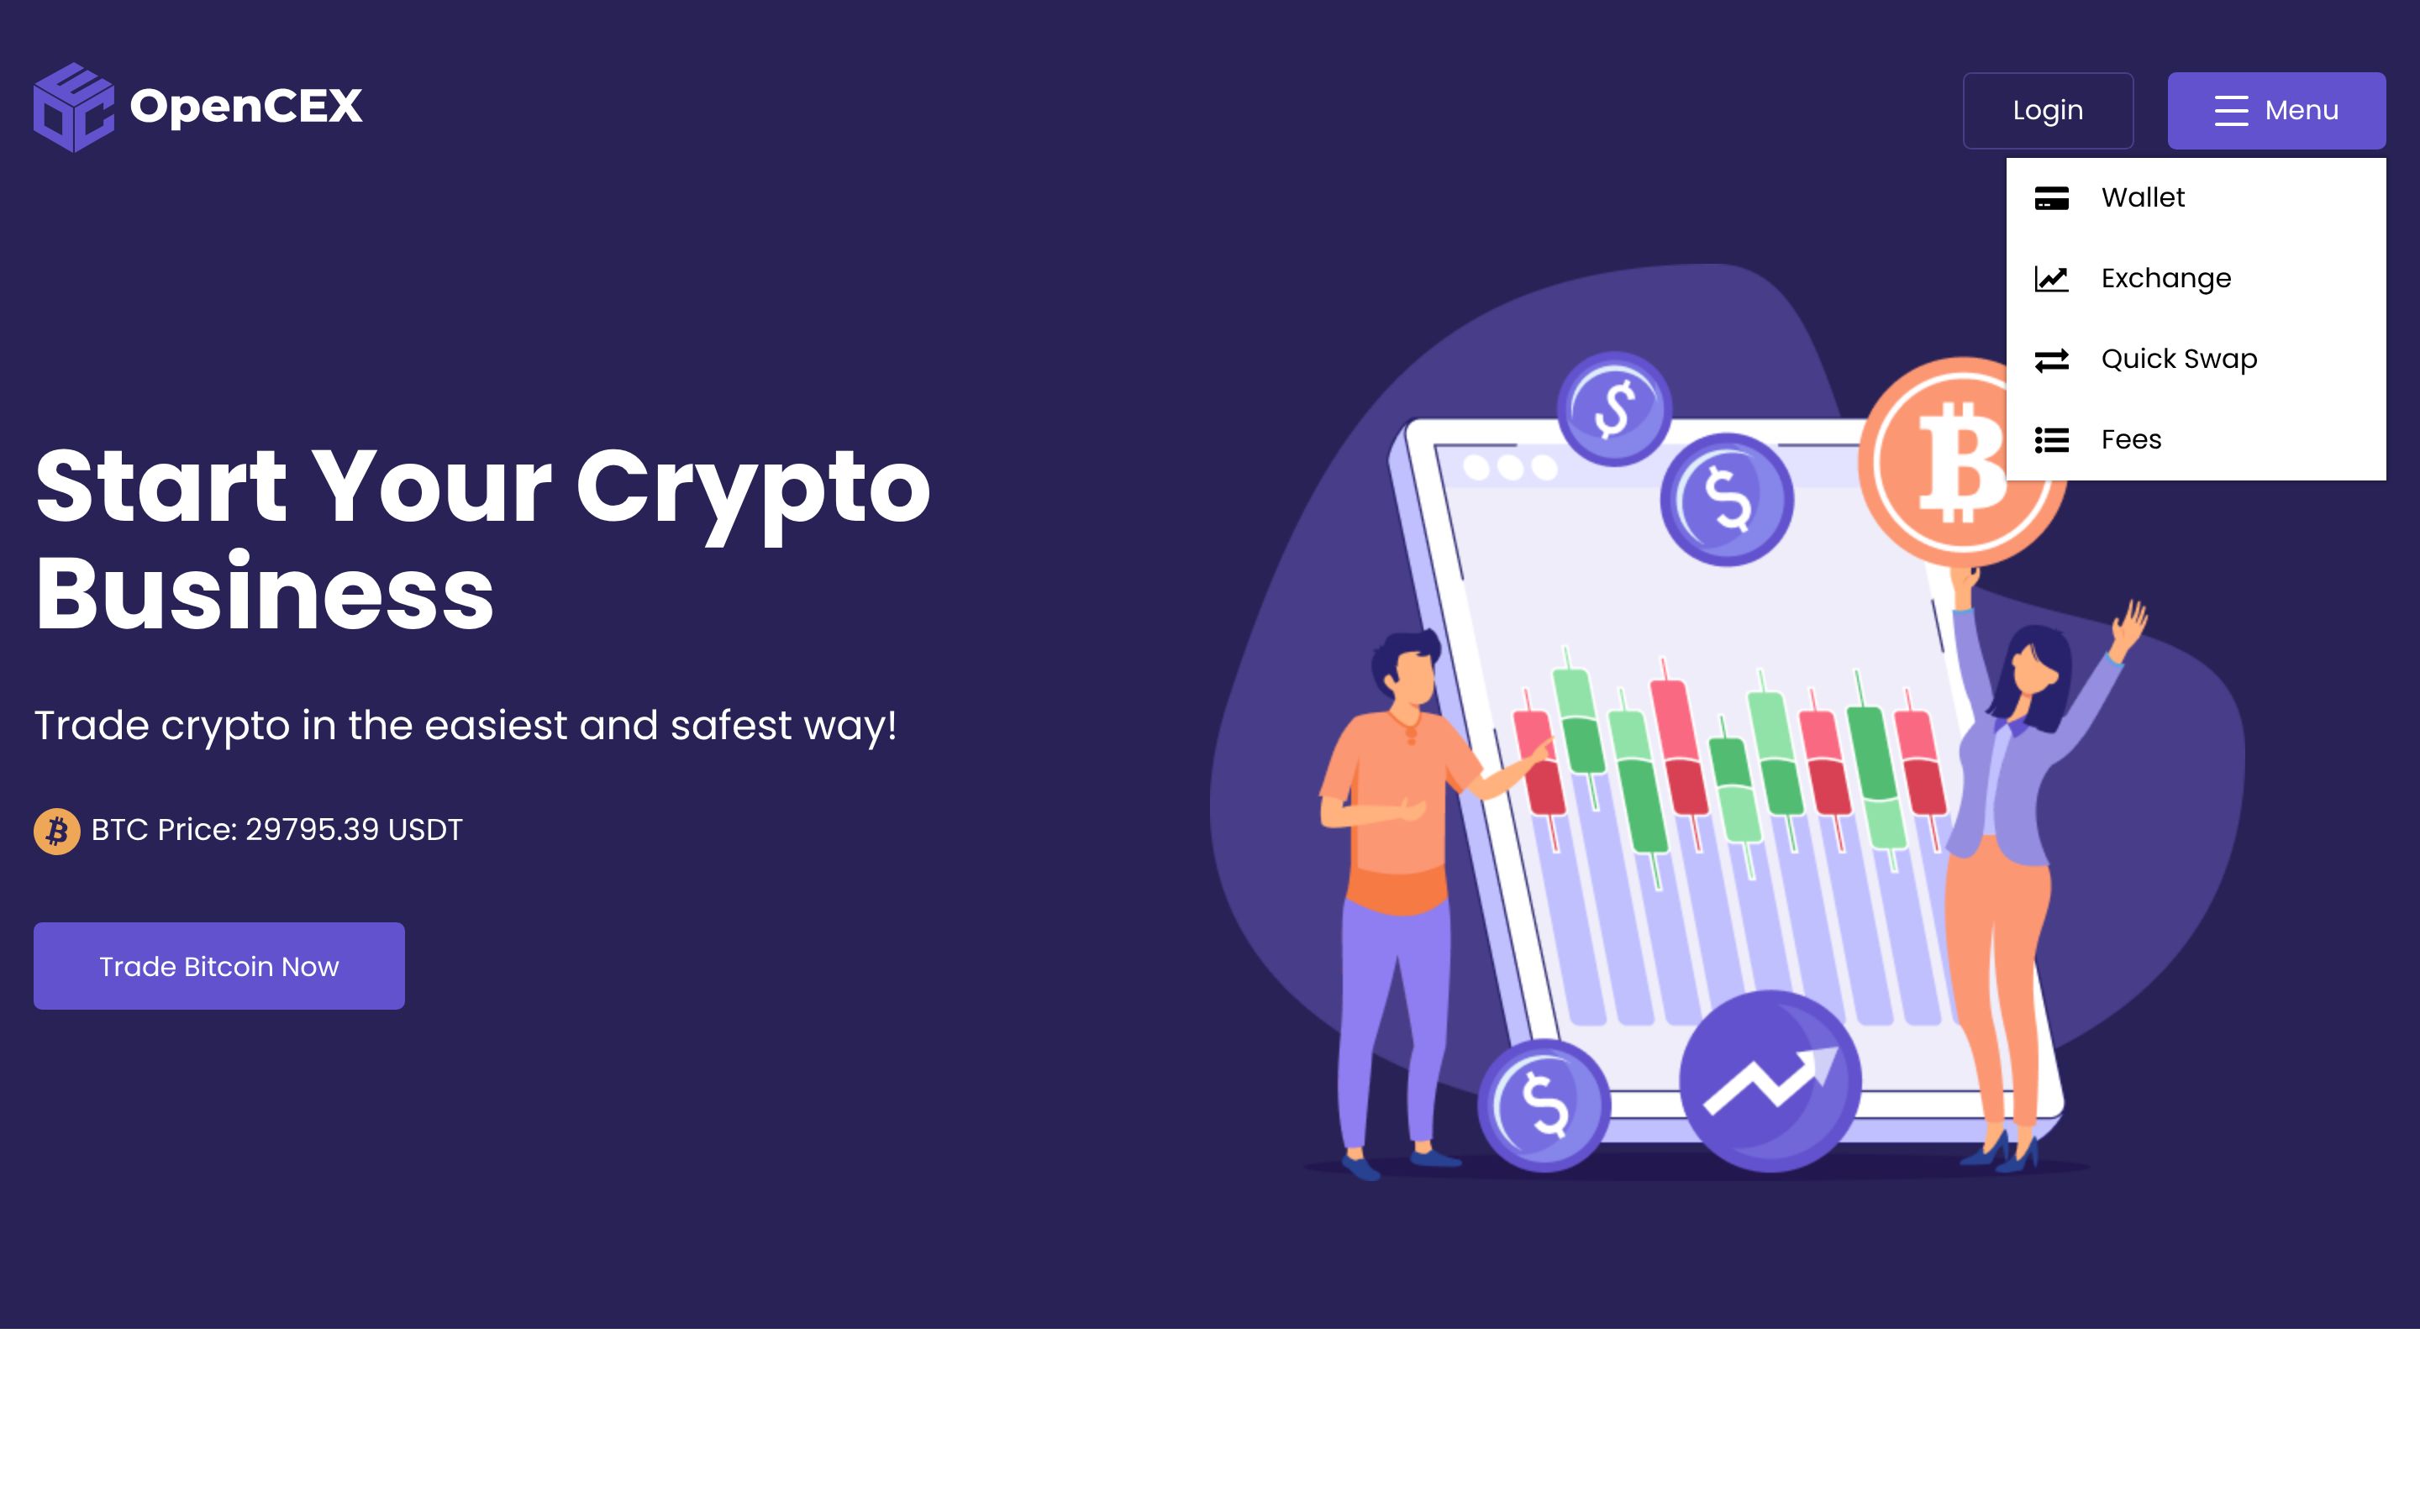 OpenCEX
Login
Menu
Wallet
Exchange
Quick Swap
Fees
Start Your Crypto
Business
Trade crypto in the easiest and safest way!
BTC Price: 29795.39 USDT
Trade Bitcoin Now